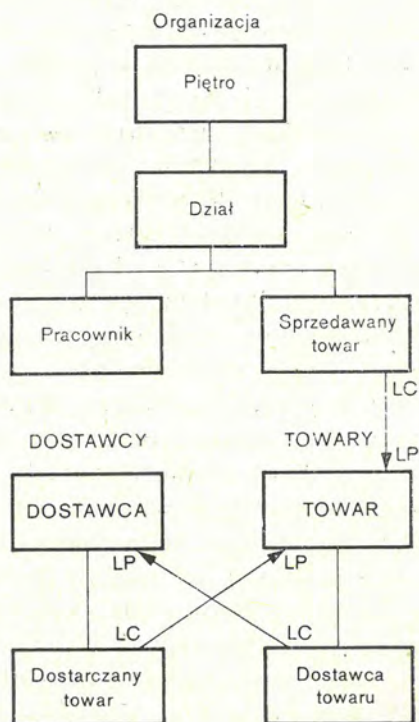 Organizacja
Piętro
Dział
Pracownik
Sprzedawany
towar
LC
DOSTAWCY
TOWARY
LP
DOSTAWCA
TOWAR
LP
LP
LC
LC
Dostarczany
towar
Dostawca
towaru